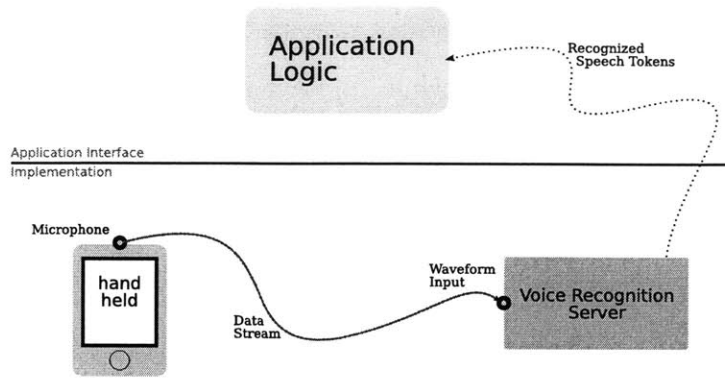 Application
Logic
Recognized
Speech Tokens
Application Interface
Implementation
Microphone
hand
held
Data
Stream
Waveform
Input
Voice Recognition
Server